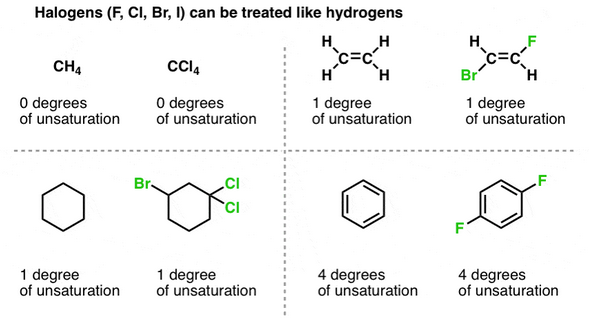 Halogens (F, Cl, Br, I) can be treated like hydrogens
CH4
CCl4
H H
C=C
H H
H F
C=C
Br H
0 degrees
of unsaturation
0 degrees
of unsaturation
1 degree
of unsaturation
1 degree
of unsaturation
Br Cl
Cl
F
F
1 degree
of unsaturation
1 degree
of unsaturation
4 degrees
of unsaturation
4 degrees
of unsaturation